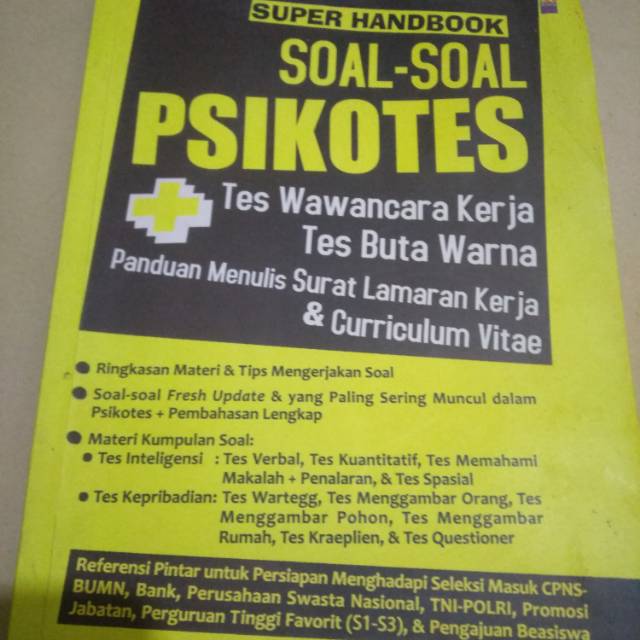 SUPER HANDBOOK
SOAL-SOAL
PSIKOTES
Tes Wawancara Kerja
Tes Buta Warna
Panduan Menulis Surat Lamaran Kerja
& Curriculum Vitae
Ringkasan Materi & Tips Mengerjakan Soal
Soal-soal Fresh Update & yang Paling Sering Muncul dalam
Psikotes + Pembahasan Lengkap
Materi Kumpulan Soal:
Tes Inteligensi : Tes Verbal, Tes Kuantitatif, Tes Memahami
Makalah + Penalaran, & Tes Spasial
Tes Kepribadian: Tes Wartegg, Tes Menggambar Orang, Tes
Menggambar Pohon, Tes Menggambar
Rumah, Tes Kraeplien, & Tes Questioner
Referensi Pintar untuk Persiapan Menghadapi Seleksi Masuk CPNS-
BUMN, Bank, Perusahaan Swasta Nasional, TNI-POLRI, Promosi
Jabatan, Perguruan Tinggi Favorit (S1-S3), & Pengajuan Beasiswa